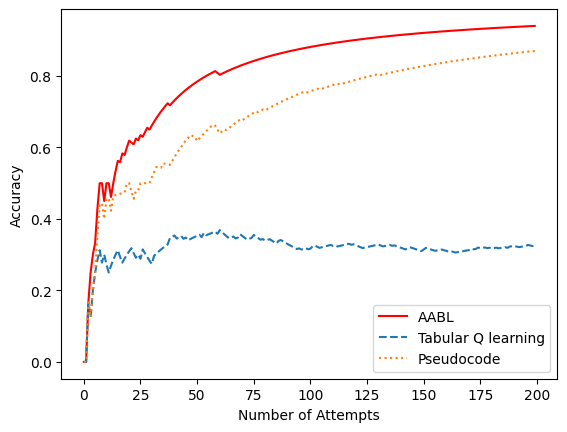 0.8
0.6
0.4
0.2
0.0
Accuracy
AABL
Tabular Q learning
Pseudocode
0 25 50 75 100 125 150 175 200
Number of Attempts